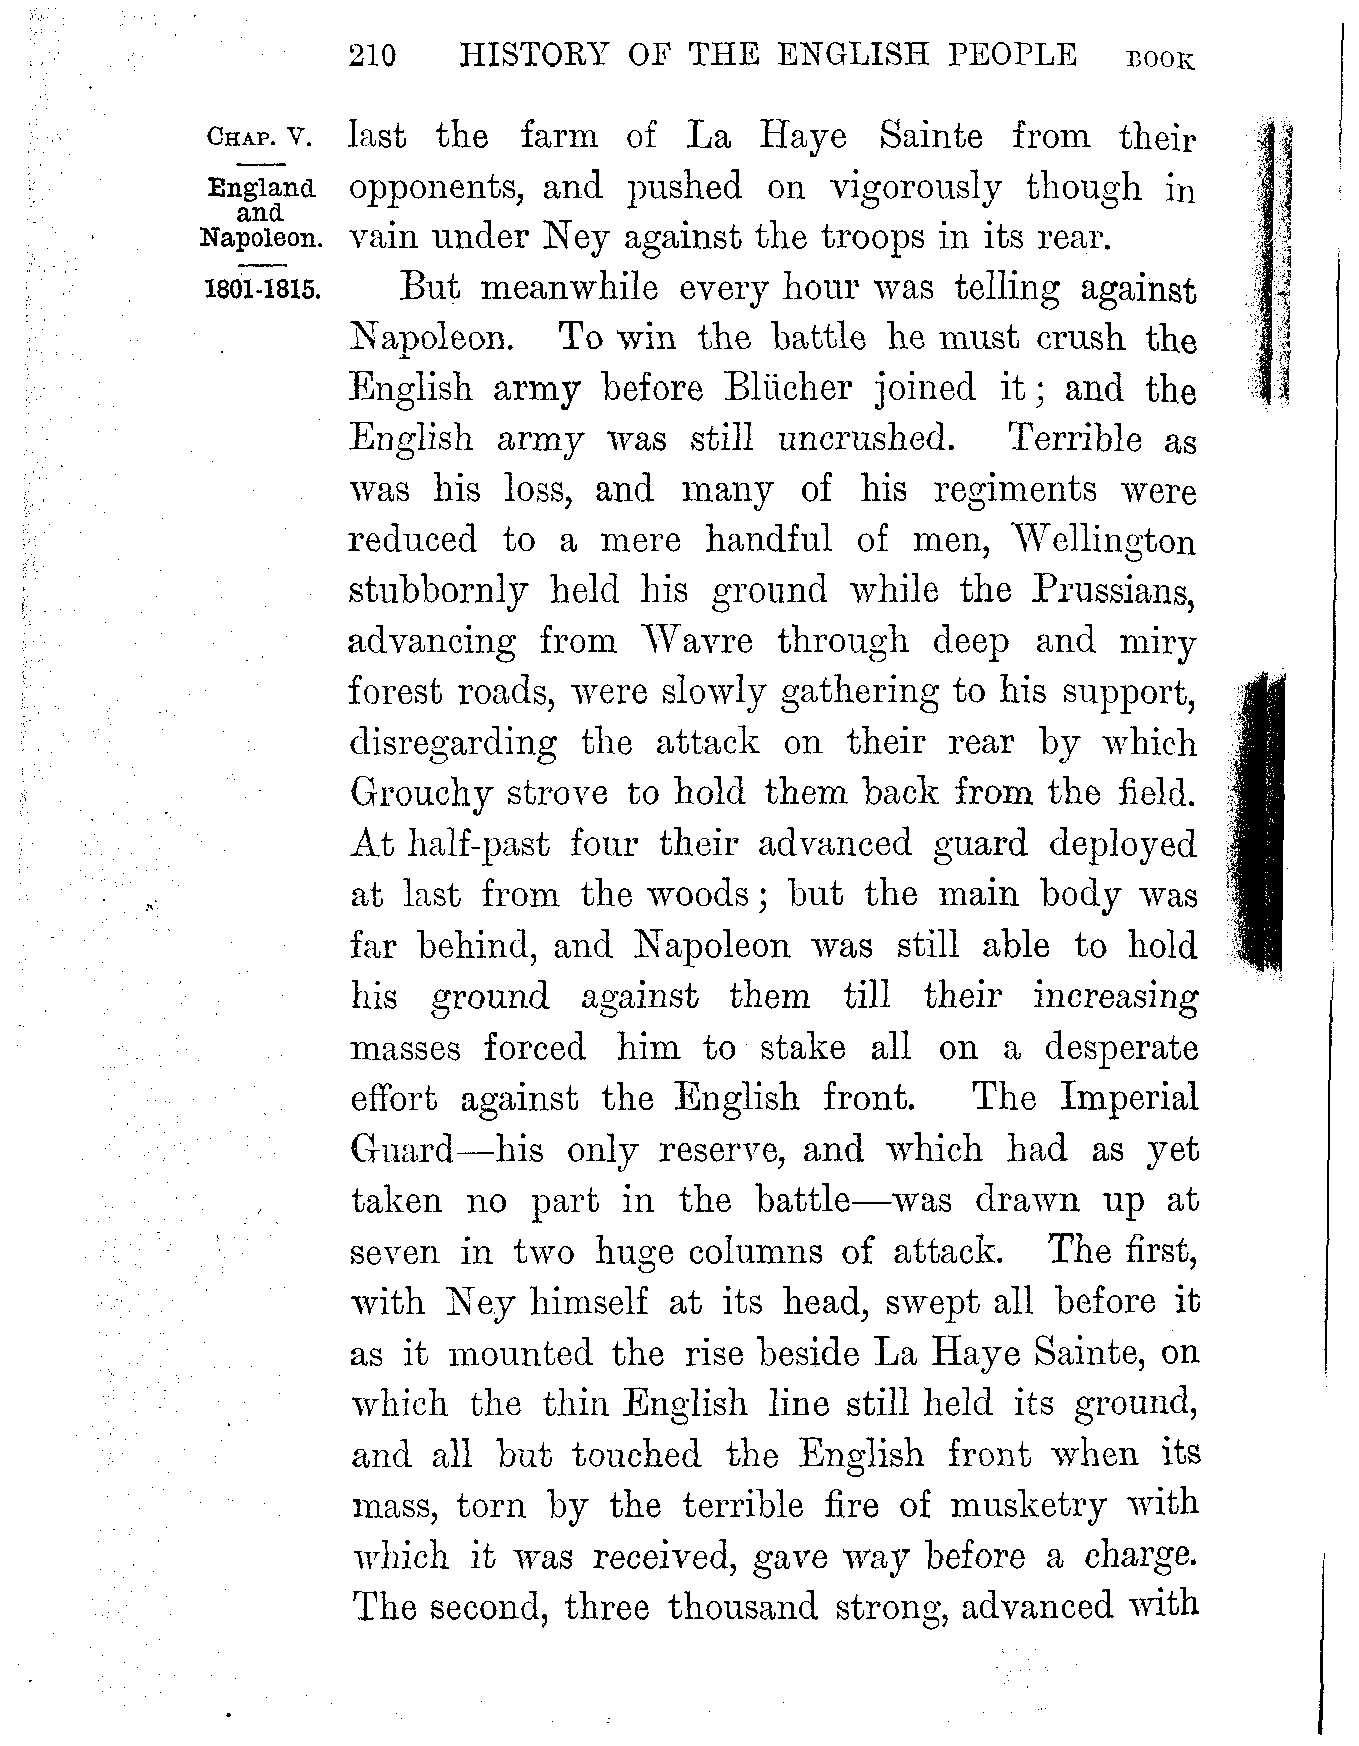 210 HISTORY OF THE ENGLISH PEOPLE BOOK
CHAP. V.
England
and
Napoleon.
1801-1815.
last the farm of La Haye Sainte from their
opponents, and pushed on vigorously though in
vain under Ney against the troops in its rear.
But meanwhile every hour was telling against
Napoleon. To win the battle he must crush the
English army before Blücher joined it; and the
English army was still uncrushed. Terrible as
was his loss, and many of his regiments were
reduced to a mere handful of men, Wellington
stubbornly held his ground while the Prussians,
advancing from Wavre through deep and miry
forest roads, were slowly gathering to his support,
disregarding the attack on their rear by which
Grouchy strove to hold them back from the field.
At half-past four their advanced guard deployed
at last from the woods; but the main body was
far behind, and Napoleon was still able to hold
his ground against them till their increasing
masses forced him to stake all on a desperate
effort against the English front. The Imperial
Guard—his only reserve, and which had as yet
taken no part in the battle—was drawn up at
seven in two huge columns of attack. The first,
with Ney himself at its head, swept all before it
as it mounted the rise beside La Haye Sainte, on
which the thin English line still held its ground,
and all but touched the English front when its
mass, torn by the terrible fire of musketry with
which it was received, gave way before a charge.
The second, three thousand strong, advanced with